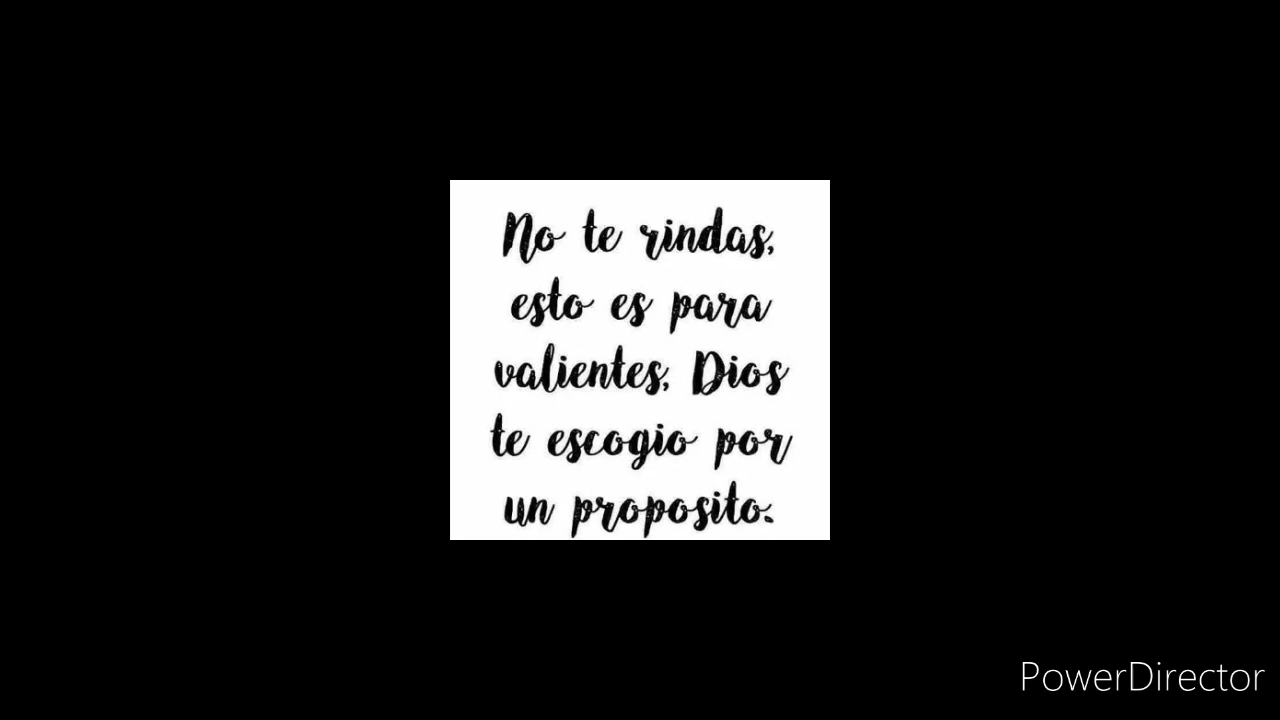 No te rindas,
esto es para
valientes, Dios
te escogio por
un proposito.
PowerDirector